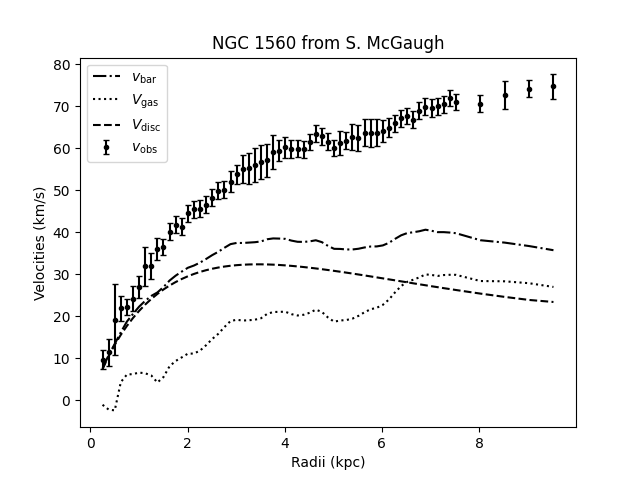 NGC 1560 from S. McGaugh
80
70
60
50
40
30
20
10
0
Velocities (km/s)
v_bar
V_gas
V_disc
v_obs
0 2 4 6 8
Radii (kpc)